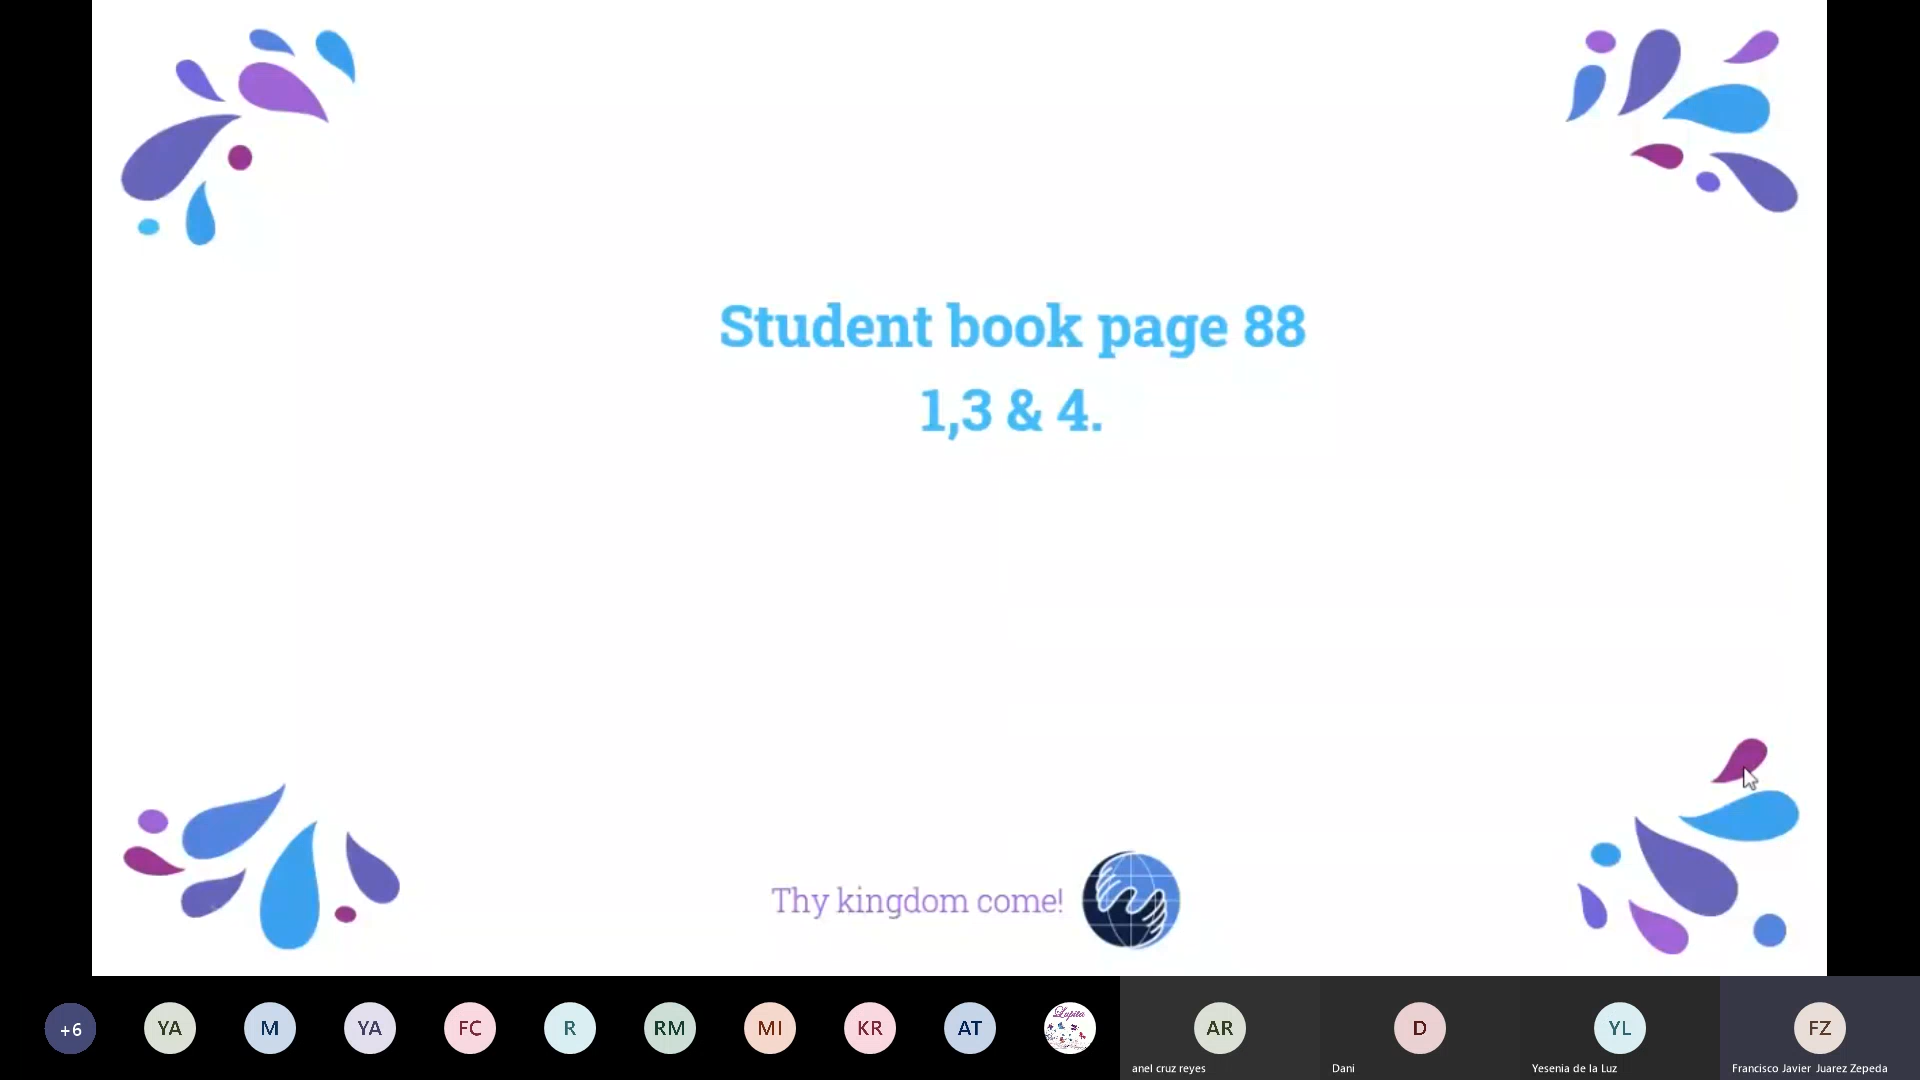 Student book page 88
1,3 & 4.
Thy kingdom come!
+6
YA
M
YA
FC
R
RM
MI
KR
AT
Lupita
AR
D
YL
FZ
anel cruz reyes
Dani
Yesenia de la Luz
Francisco Javier Juarez Zepeda